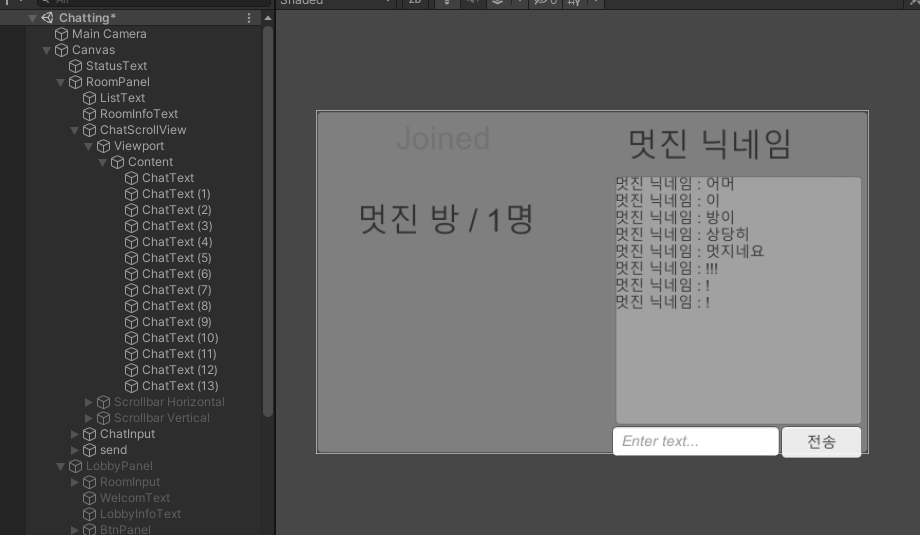 All
Shaded
2D
0
Chatting*
Main Camera
Canvas
StatusText
RoomPanel
ListText
RoomInfoText
ChatScrollView
Viewport
Content
ChatText
ChatText (1)
ChatText (2)
ChatText (3)
ChatText (4)
ChatText (5)
ChatText (6)
ChatText (7)
ChatText (8)
ChatText (9)
ChatText (10)
ChatText (11)
ChatText (12)
ChatText (13)
Scrollbar Horizontal
Scrollbar Vertical
ChatInput
send
LobbyPanel
RoomInput
WelcomText
LobbyInfoText
BtnPanel
Joined
멋진 방 / 1명
멋진 닉네임
멋진 닉네임 : 어머
멋진 닉네임 : 이
멋진 닉네임 : 방이
멋진 닉네임 : 상당히
멋진 닉네임 : 멋지네요
멋진 닉네임 : !!!
멋진 닉네임 : !
멋진 닉네임 : !
Enter text...
전송